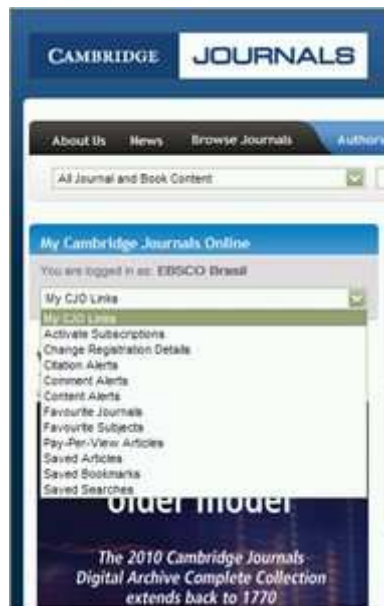 CAMBRIDGE JOURNALS
About Us News Browse Journals
All Journal and Book Content
My Cambridge Journals Online
You are logged in as: EBSCO Brasil
My CJO Links
My CJO Links
Activate Subscriptions
Change Registration Details
Citation Alerts
Comment Alerts
Content Alerts
Favourite Journals
Favourite Subjects
Pay-Per-View Articles
Saved Articles
Saved Bookmarks
Saved Searches
older model
The 2010 Cambridge Journals
Digital Archive Complete Collection
extends back to 1770